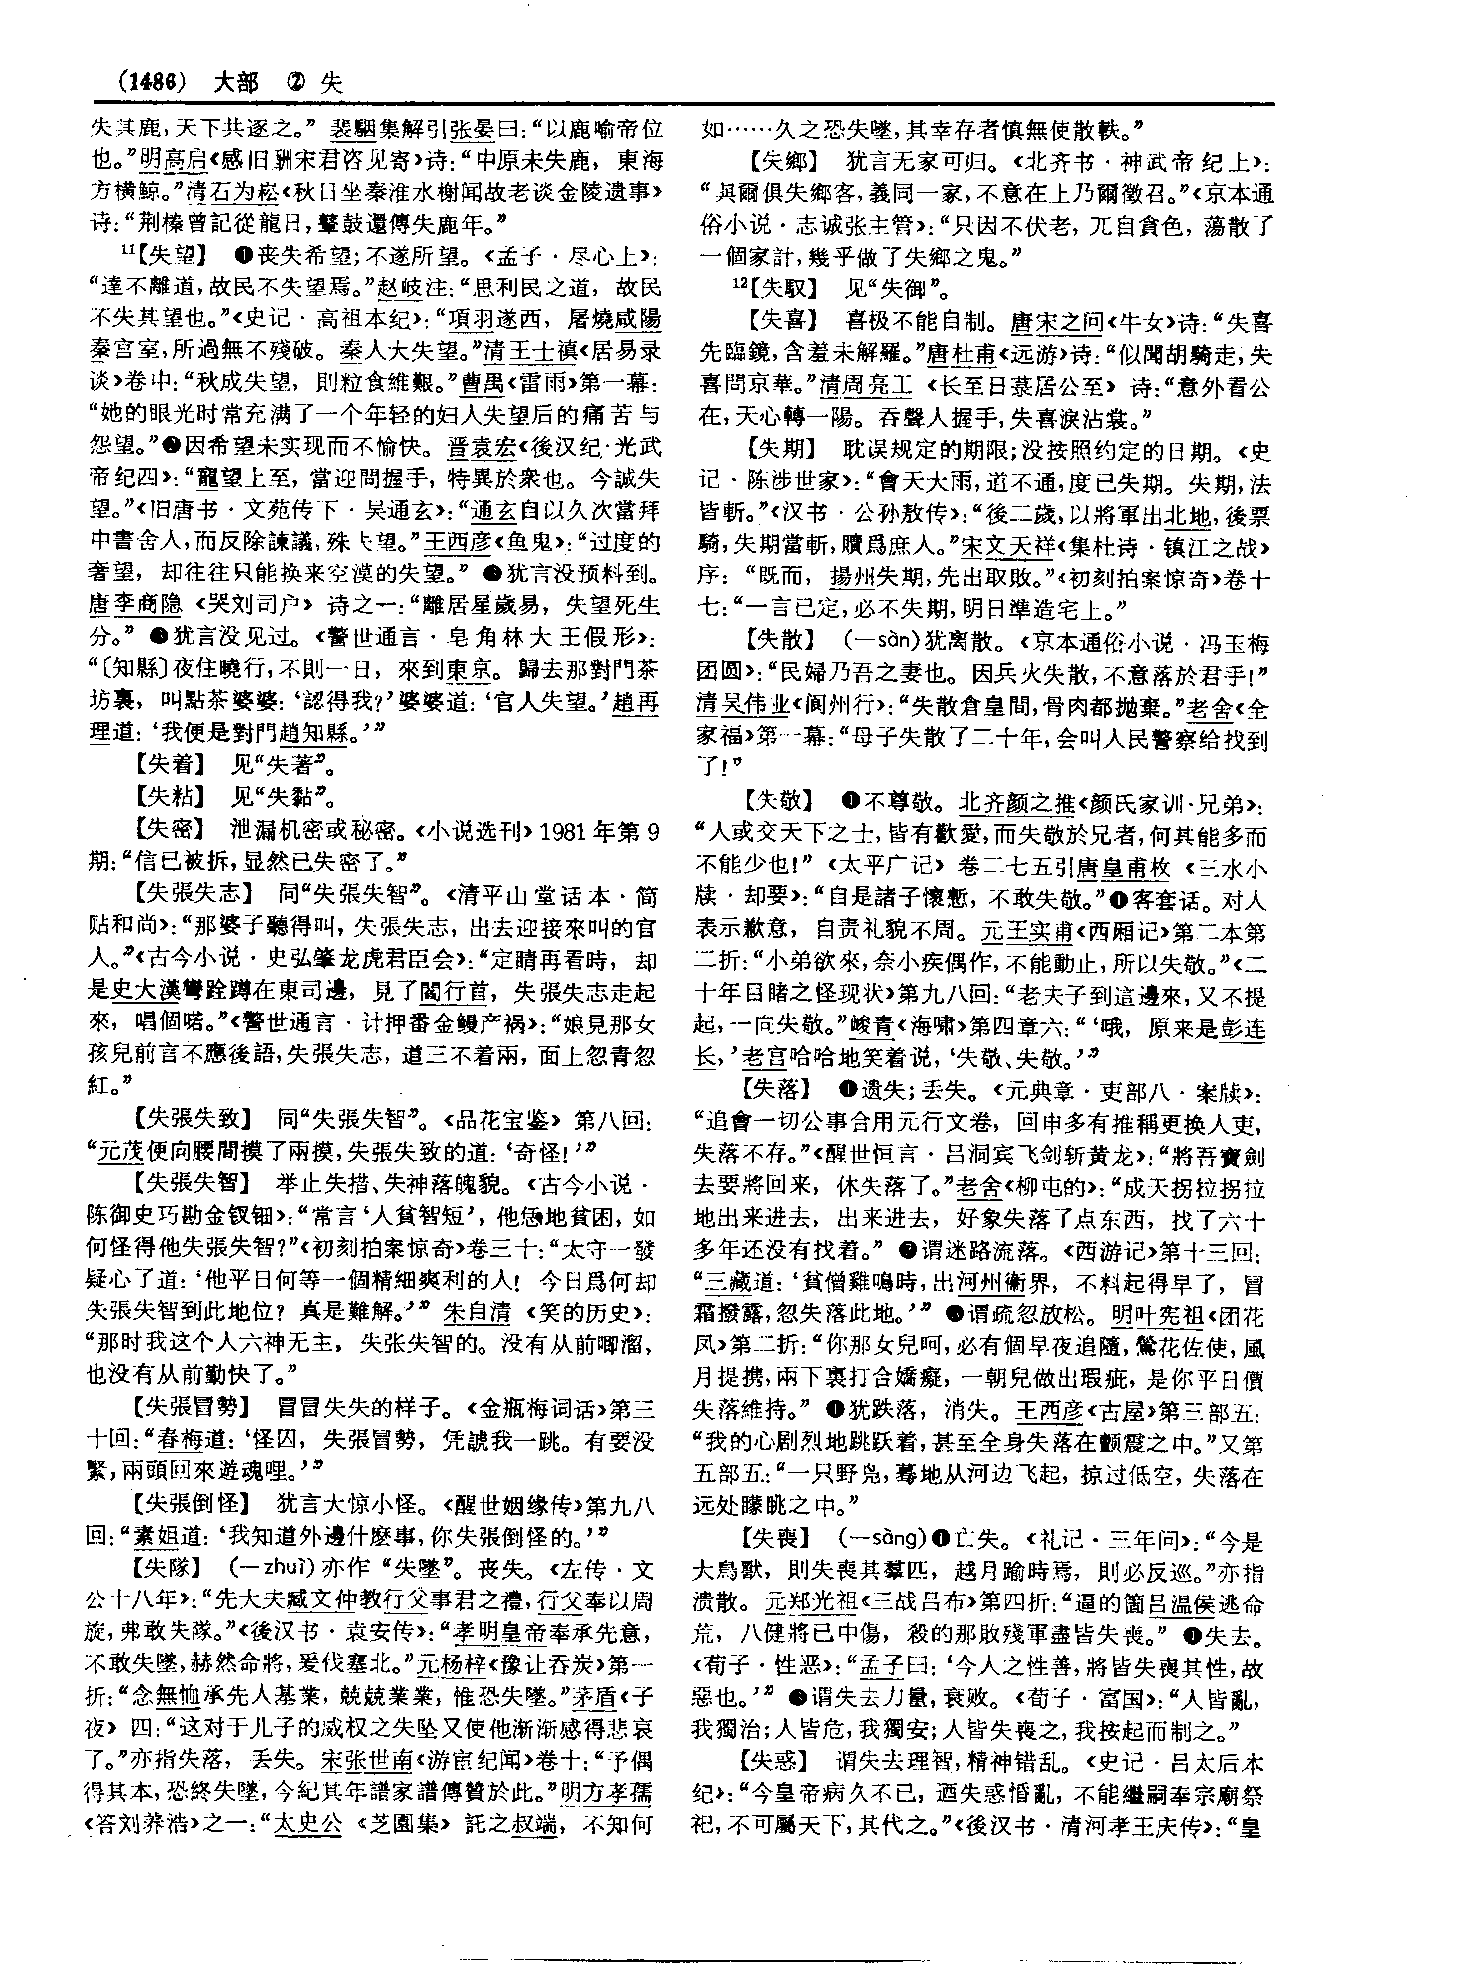 (1486) 大部 ② 失
失其鹿,天下共逐之。”裴駰集解引张晏曰:“以鹿喻帝位
也。”明高启《感旧酬宋君咨见寄》诗:“中原未失鹿,東海
方横鲸。”清石为崧《秋日坐秦淮水榭闻故老谈金陵遗事》
诗:“荆榛曾記從龍日,鼙鼓還傳失鹿年。”
11【失望】 ❶丧失希望;不遂所望。《孟子·尽心上》:
“達不離道,故民不失望焉。”赵岐注:“思利民之道,故民
不失其望也。”《史记·高祖本纪》:“項羽遂西,屠燒咸陽
秦宫室,所過無不殘破。秦人大失望。”清王士禛《居易录
谈》卷中:“秋成失望,則粒食維艱。”曹禺《雷雨》第一幕:
“她的眼光时常充满了一个年轻的妇人失望后的痛苦与
怨望。”❷因希望未实现而不愉快。晋袁宏《後汉纪·光武
帝纪四》:“寵望上至,當迎問握手,特異於衆也。今誠失
望。”《旧唐书·文苑传下·吴通玄》:“通玄自以久次當拜
中書舍人,而反除諫議,殊失望。”王西彦《鱼鬼》:“过度的
奢望,却往往只能换来空漠的失望。”❸犹言没预料到。
唐李商隐《哭刘司户》诗之一:“離居星歲易,失望死生
分。”❹犹言没见过。《警世通言·皂角林大王假形》:
“〔知縣〕夜住曉行,不則一日,來到東京。歸去那對門茶
坊裏,叫點茶婆婆:‘認得我?’婆婆道:‘官人失望。’趙再
理道:‘我便是對門趙知縣。’”
【失着】 见“失著”。
【失粘】 见“失黏”。
【失密】 泄漏机密或秘密。《小说选刊》1981年第9
期:“信已被拆,显然已失密了。”
【失張失志】 同“失張失智”。《清平山堂话本·简
贴和尚》:“那婆子聽得叫,失張失志,出去迎接來叫的官
人。”《古今小说·史弘肇龙虎君臣会》:“定睛再看時,却
是史大漢彎跧蹲在東司邊,見了閻行首,失張失志走起
來,唱個喏。”《警世通言·计押番金鳗产祸》:“娘見那女
孩兒前言不應後語,失張失志,道三不着兩,面上忽青忽
紅。”
【失張失致】 同“失張失智”。《品花宝鉴》第八回:
“元茂便向腰間摸了兩摸,失張失致的道:‘奇怪!’”
【失張失智】 举止失措、失神落魄貌。《古今小说·
陈御史巧勘金钗钿》:“常言‘人貧智短’,他恁地貧困,如
何怪得他失張失智?”《初刻拍案惊奇》卷三十:“太守一發
疑心了道:‘他平日何等一個精細爽利的人!今日爲何却
失張失智到此地位?真是難解。’”朱自清《笑的历史》:
“那时我这个人六神无主,失张失智的。没有从前唧溜,
也没有从前勤快了。”
【失張冒勢】 冒冒失失的样子。《金瓶梅词话》第三
十回:“春梅道:‘怪囚,失張冒勢,凭諕我一跳。有要没
緊,兩頭回來遊魂哩。’”
【失張倒怪】 犹言大惊小怪。《醒世姻缘传》第九八
回:“素姐道:‘我知道外邊什麽事,你失張倒怪的。’”
【失隊】 (—zhuì)亦作“失墜”。丧失。《左传·文
公十八年》:“先大夫臧文仲教行父事君之禮,行父奉以周
旋,弗敢失隊。”《後汉书·袁安传》:“孝明皇帝奉承先意,
不敢失墜,赫然命將,爰伐塞北。”元杨梓《豫让吞炭》第一
折:“念無恤承先人基業,兢兢業業,惟恐失墜。”茅盾《子
夜》四:“这对于儿子的威权之失坠又使他渐渐感得悲哀
了。”亦指失落,丢失。宋张世南《游宦纪闻》卷十:“予偶
得其本,恐終失墜,今紀其年譜家譜傳贊於此。”明方孝孺
《答刘养浩》之一:“太史公《芝園集》託之叔端,不知何
如……久之恐失墜,其幸存者慎無使散軼。”
【失鄉】 犹言无家可归。《北齐书·神武帝纪上》:
“與爾俱失鄉客,義同一家,不意在上乃爾徵召。”《京本通
俗小说·志诚张主管》:“只因不伏老,兀自貪色,蕩散了
一個家計,幾乎做了失鄉之鬼。”
12【失馭】 见“失御”。
【失喜】 喜极不能自制。唐宋之问《牛女》诗:“失喜
先臨鏡,含羞未解羅。”唐杜甫《远游》诗:“似聞胡騎走,失
喜問京華。”清周亮工《长至日菉居公至》诗:“意外看公
在,天心轉一陽。吞聲人握手,失喜淚沾裳。”
【失期】 耽误规定的期限;没按照约定的日期。《史
记·陈涉世家》:“會天大雨,道不通,度已失期。失期,法
皆斬。”《汉书·公孙敖传》:“後二歲,以將軍出北地,後票
騎,失期當斬,贖爲庶人。”宋文天祥《集杜诗·镇江之战》
序:“既而,揚州失期,先出取敗。”《初刻拍案惊奇》卷十
七:“一言已定,必不失期,明日準造宅上。”
【失散】 (—sàn)犹离散。《京本通俗小说·冯玉梅
团圆》:“民婦乃吾之妻也。因兵火失散,不意落於君手!”
清吴伟业《阆州行》:“失散倉皇間,骨肉都抛棄。”老舍《全
家福》第一幕:“母子失散了二十年,会叫人民警察给找到
了!”
【失敬】 ❶不尊敬。北齐颜之推《颜氏家训·兄弟》:
“人或交天下之士,皆有歡愛,而失敬於兄者,何其能多而
不能少也!”《太平广记》卷二七五引唐皇甫枚《三水小
牍·却要》:“自是諸子懷慙,不敢失敬。”❷客套话。对人
表示歉意,自责礼貌不周。元王实甫《西厢记》第二本第
二折:“小弟欲來,奈小疾偶作,不能動止,所以失敬。”《二
十年目睹之怪现状》第九八回:“老夫子到這邊來,又不提
起,一向失敬。”峻青《海啸》第四章六:“‘哦,原来是彭连
长,’老宫哈哈地笑着说,‘失敬、失敬。’”
【失落】 ❶遗失;丢失。《元典章·吏部八·案牍》:
“追會一切公事合用元行文卷,回申多有推稱更换人吏,
失落不存。”《醒世恒言·吕洞宾飞剑斩黄龙》:“將吾寶劍
去要將回来,休失落了。”老舍《柳屯的》:“成天拐拉拐拉
地出来进去,出来进去,好象失落了点东西,找了六十
多年还没有找着。”❷谓迷路流落。《西游记》第十三回:
“三藏道:‘貧僧雞鳴時,出河州衛界,不料起得早了,冒
霜撥露,忽失落此地。’”❸谓疏忽放松。明叶宪祖《团花
凤》第二折:“你那女兒呵,必有個早夜追隨,鶯花佐使,風
月提携,兩下裏打合嬌癡,一朝兒做出瑕疵,是你平日價
失落維持。”❹犹跌落,消失。王西彦《古屋》第三部五:
“我的心剧烈地跳跃着,甚至全身失落在颤震之中。”又第
五部五:“一只野凫,蓦地从河边飞起,掠过低空,失落在
远处矇眬之中。”
【失喪】 (—sàng)❶亡失。《礼记·三年问》:“今是
大鳥獸,則失喪其羣匹,越月踰時焉,則必反巡。”亦指
溃散。元郑光祖《三战吕布》第四折:“逼的箇吕温侯逃命
荒,八健將已中傷,殺的那敗殘軍盡皆失喪。”❷失去。
《荀子·性恶》:“孟子曰:‘今人之性善,將皆失喪其性,故
惡也。’”❸谓失去力量,衰败。《荀子·富国》:“人皆亂,
我獨治;人皆危,我獨安;人皆失喪之,我按起而制之。”
【失惑】 谓失去理智,精神错乱。《史记·吕太后本
纪》:“今皇帝病久不已,迺失惑惛亂,不能繼嗣奉宗廟祭
祀,不可屬天下,其代之。”《後汉书·清河孝王庆传》:“皇